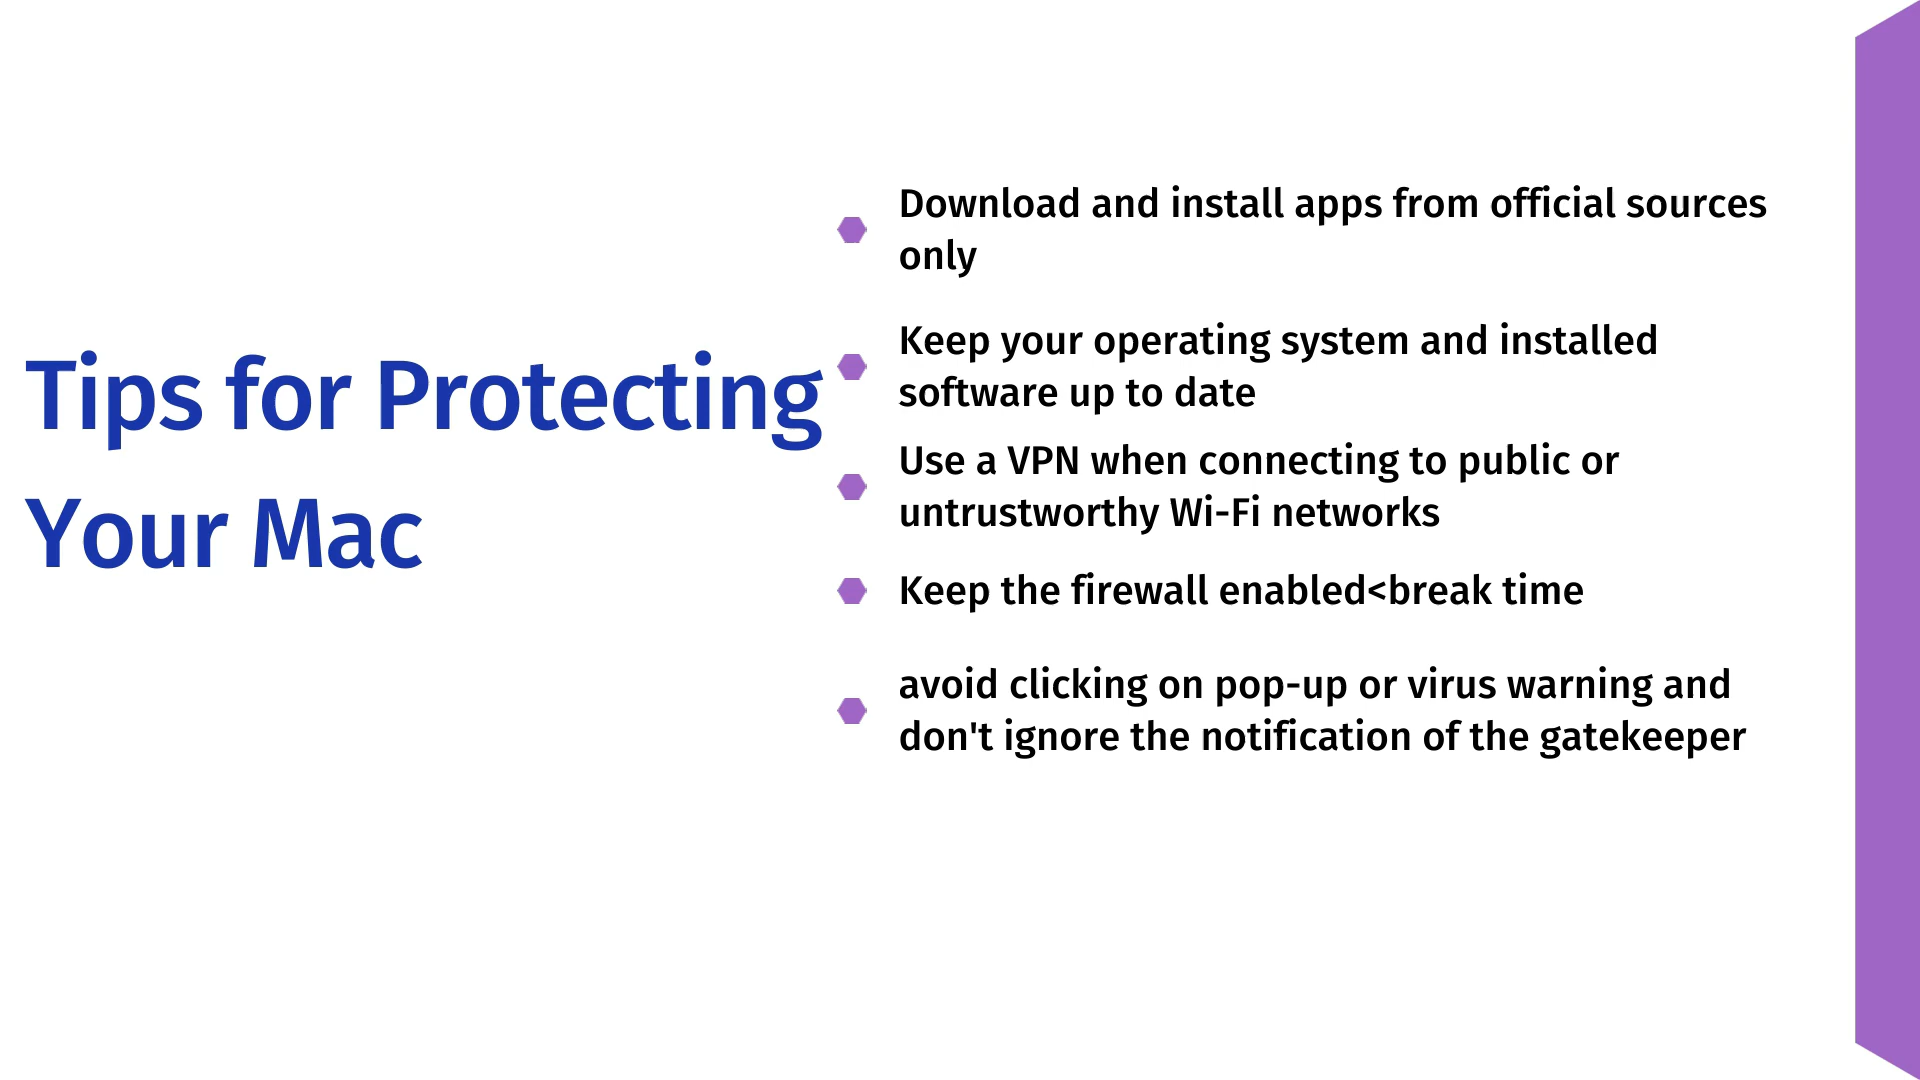 Tips for Protecting
Your Mac
Download and install apps from official sources
only
Keep your operating system and installed
software up to date
Use a VPN when connecting to public or
untrustworthy Wi-Fi networks
Keep the firewall enabled<break time
avoid clicking on pop-up or virus warning and
don't ignore the notification of the gatekeeper